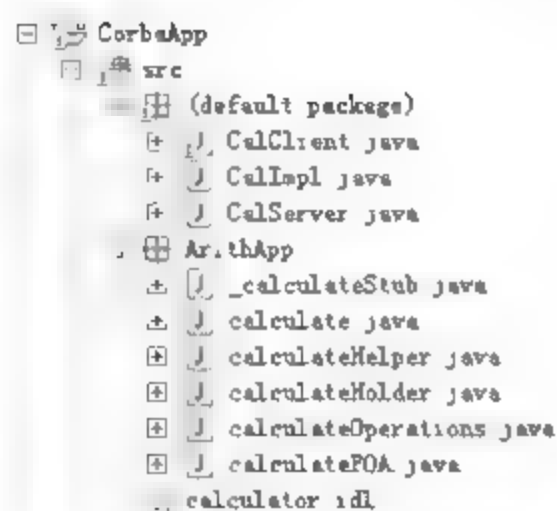 CorbaApp
src
(default package)
CalClient java
CalImpl java
CalServer java
ArithApp
_calculateStub java
calculate java
calculateHelper java
calculateHolder java
calculateOperations java
calculatePOA java
calculator idl